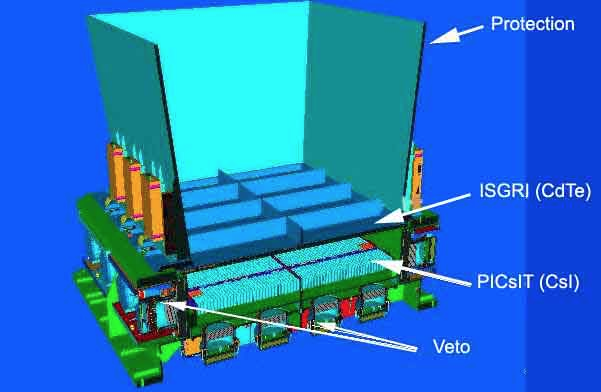 Protection
ISGRI (CdTe)
PICsIT (CsI)
Veto